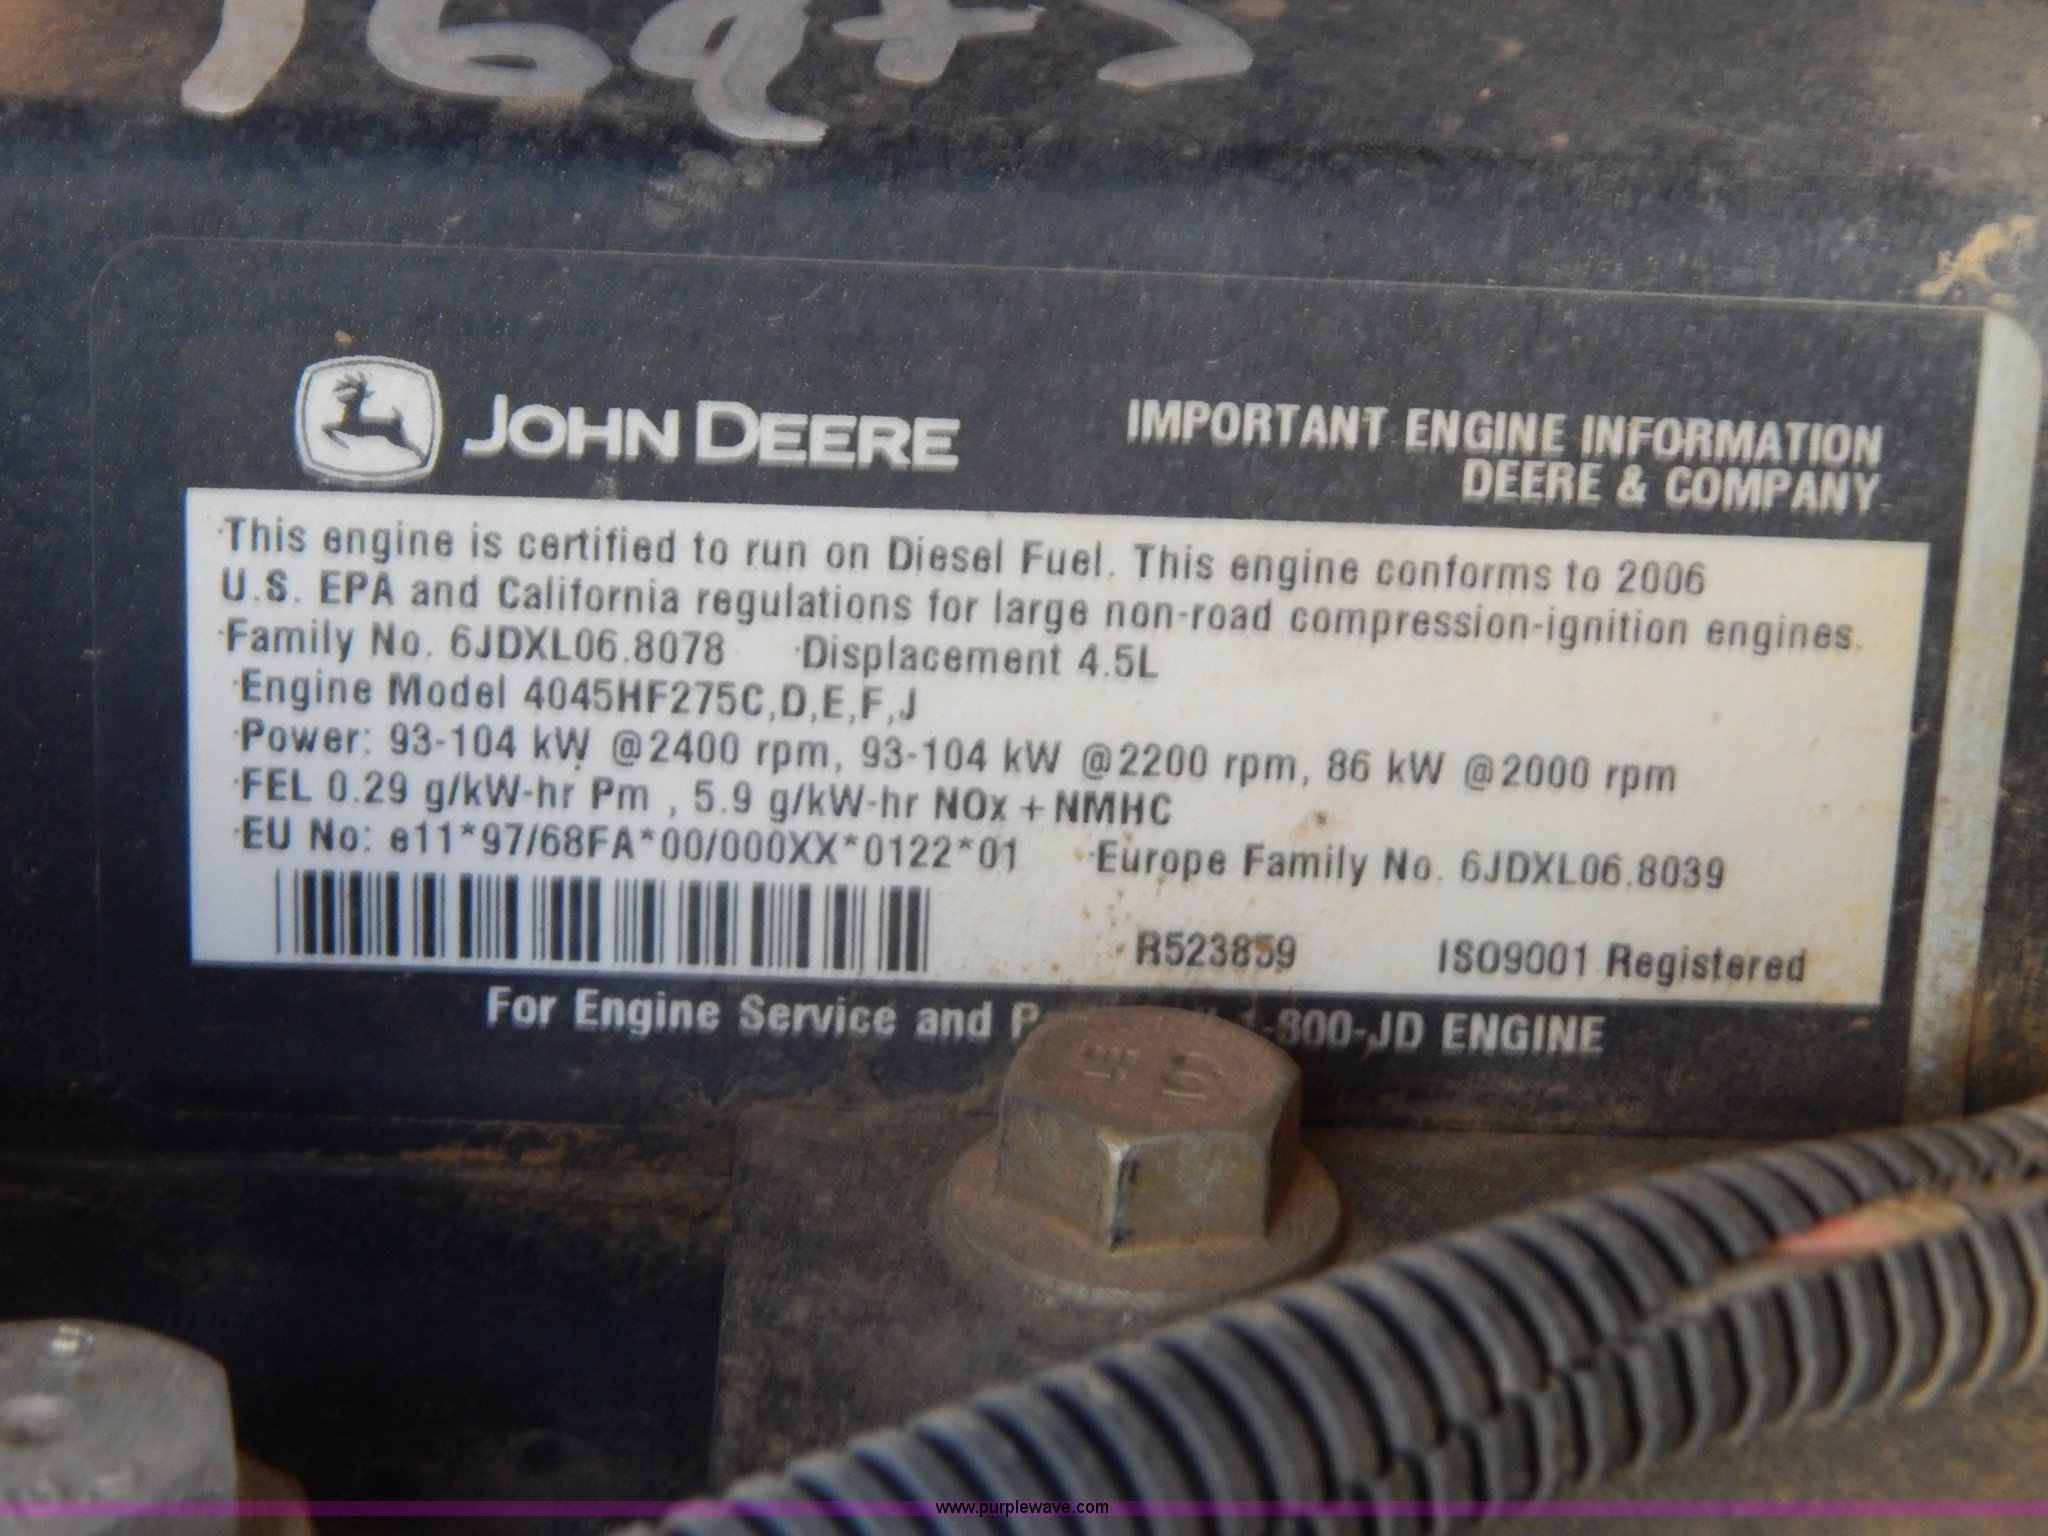 16qts
JOHN DEERE
IMPORTANT ENGINE INFORMATION
DEERE & COMPANY
·This engine is certified to run on Diesel Fuel. This engine conforms to 2006
U.S. EPA and California regulations for large non-road compression-ignition engines.
·Family No. 6JDXL06.8078 ·Displacement 4.5L
·Engine Model 4045HF275C,D,E,F,J
·Power: 93-104 kW @2400 rpm, 93-104 kW @2200 rpm, 86 kW @2000 rpm
·FEL 0.29 g/kW-hr Pm , 5.9 g/kW-hr NOx + NMHC
·EU No: e11*97/68FA*00/000XX*0122*01 ·Europe Family No. 6JDXL06.8039
R523859 ISO9001 Registered
For Engine Service and 1-800-JD ENGINE
www.purplewave.com